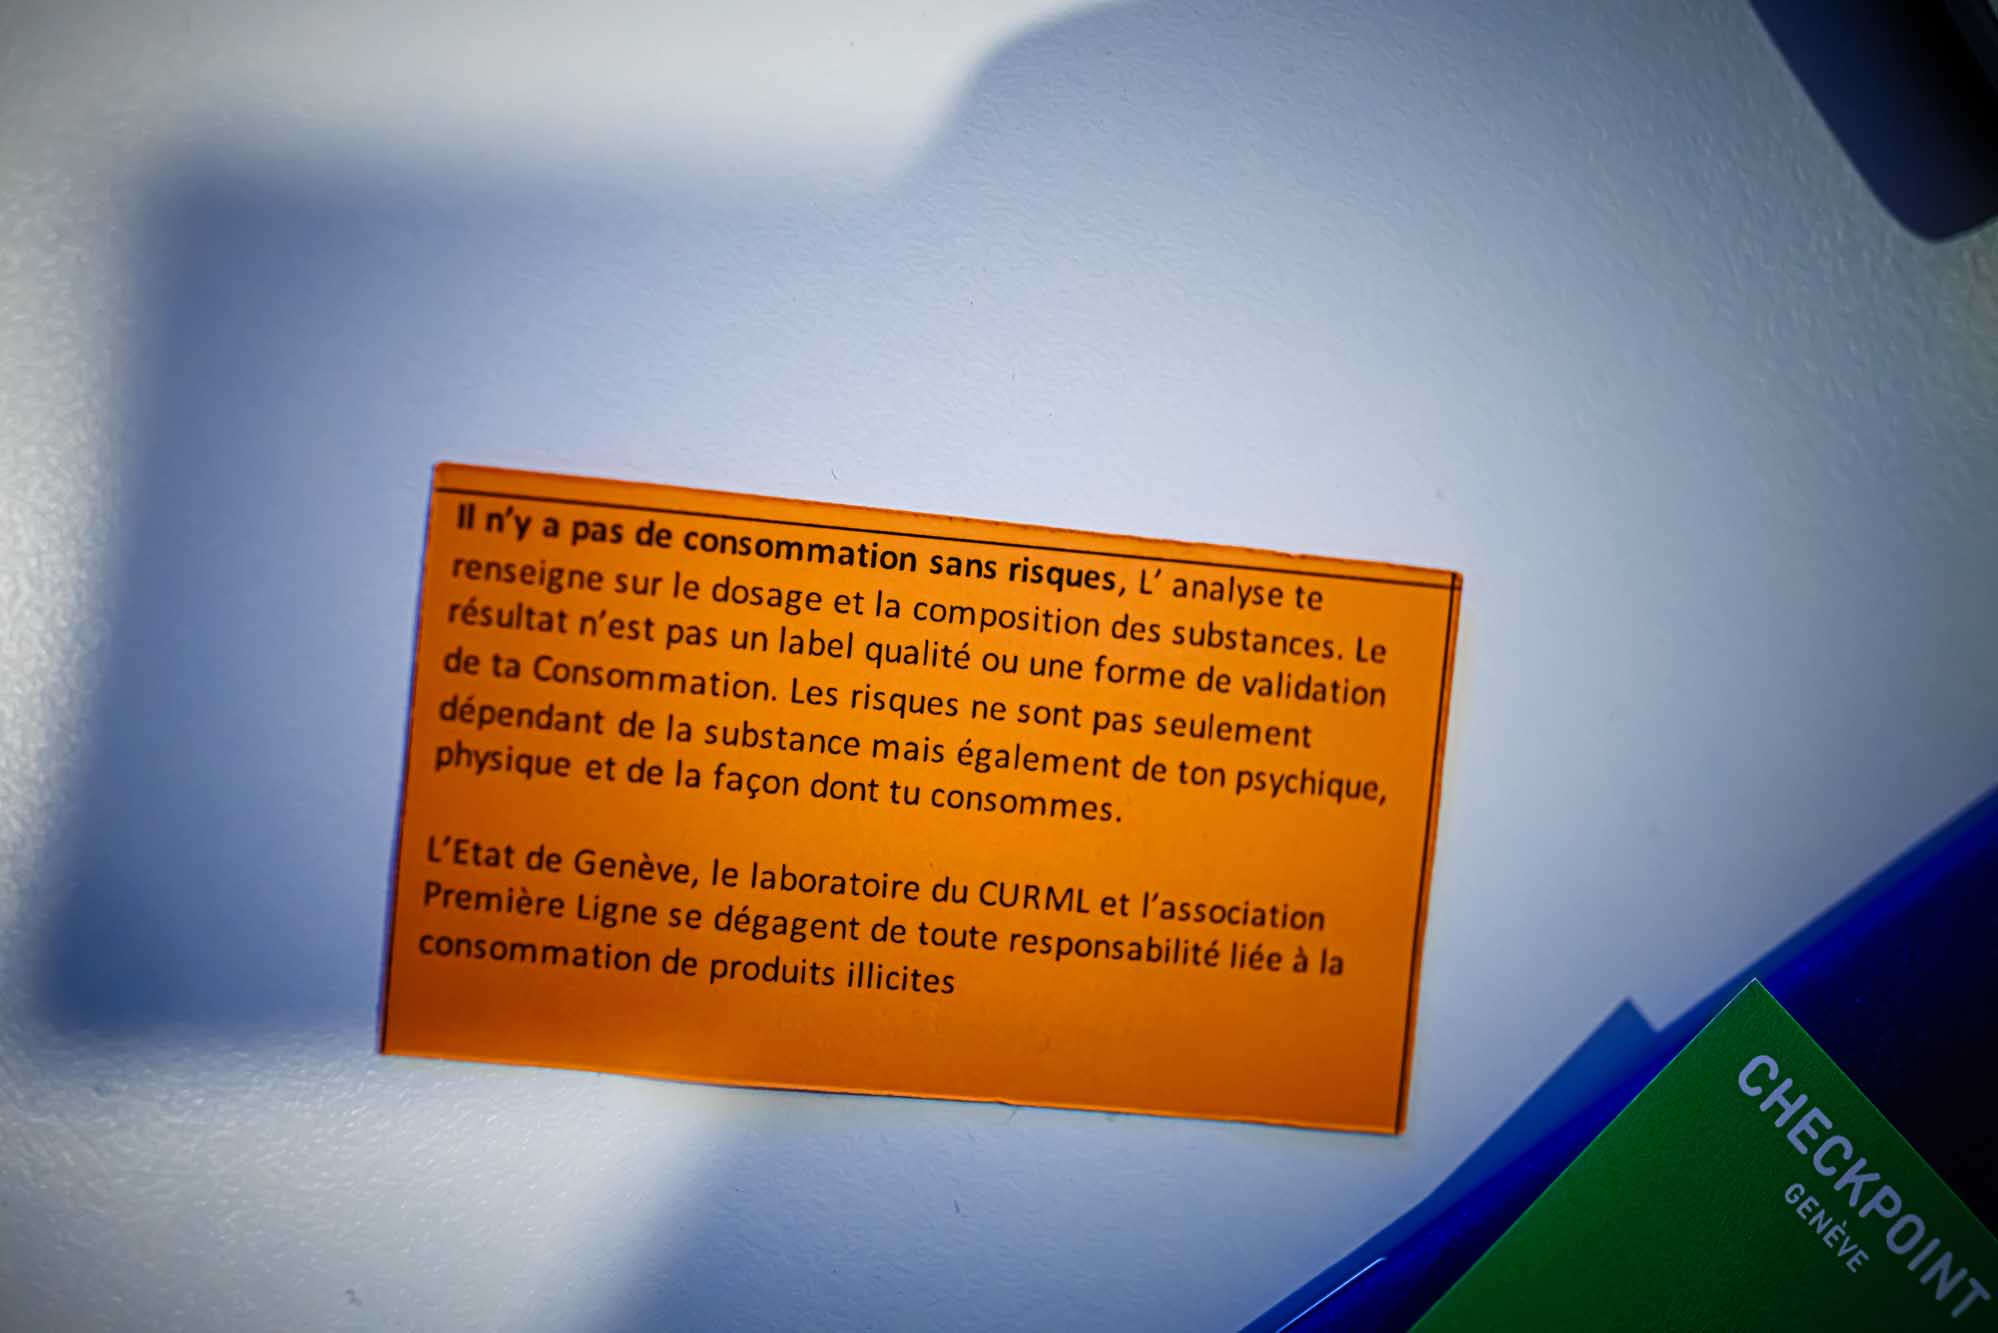 Il n'y a pas de consommation sans risques, L' analyse te
renseigne sur le dosage et la composition des substances. Le
résultat n'est pas un label qualité ou une forme de validation
de ta Consommation. Les risques ne sont pas seulement
dépendant de la substance mais également de ton psychique,
physique et de la façon dont tu consommes.
L'Etat de Genève, le laboratoire du CURML et l'association
Première Ligne se dégagent de toute responsabilité liée à la
consommation de produits illicites
CHECKPOINT
GENÈVE